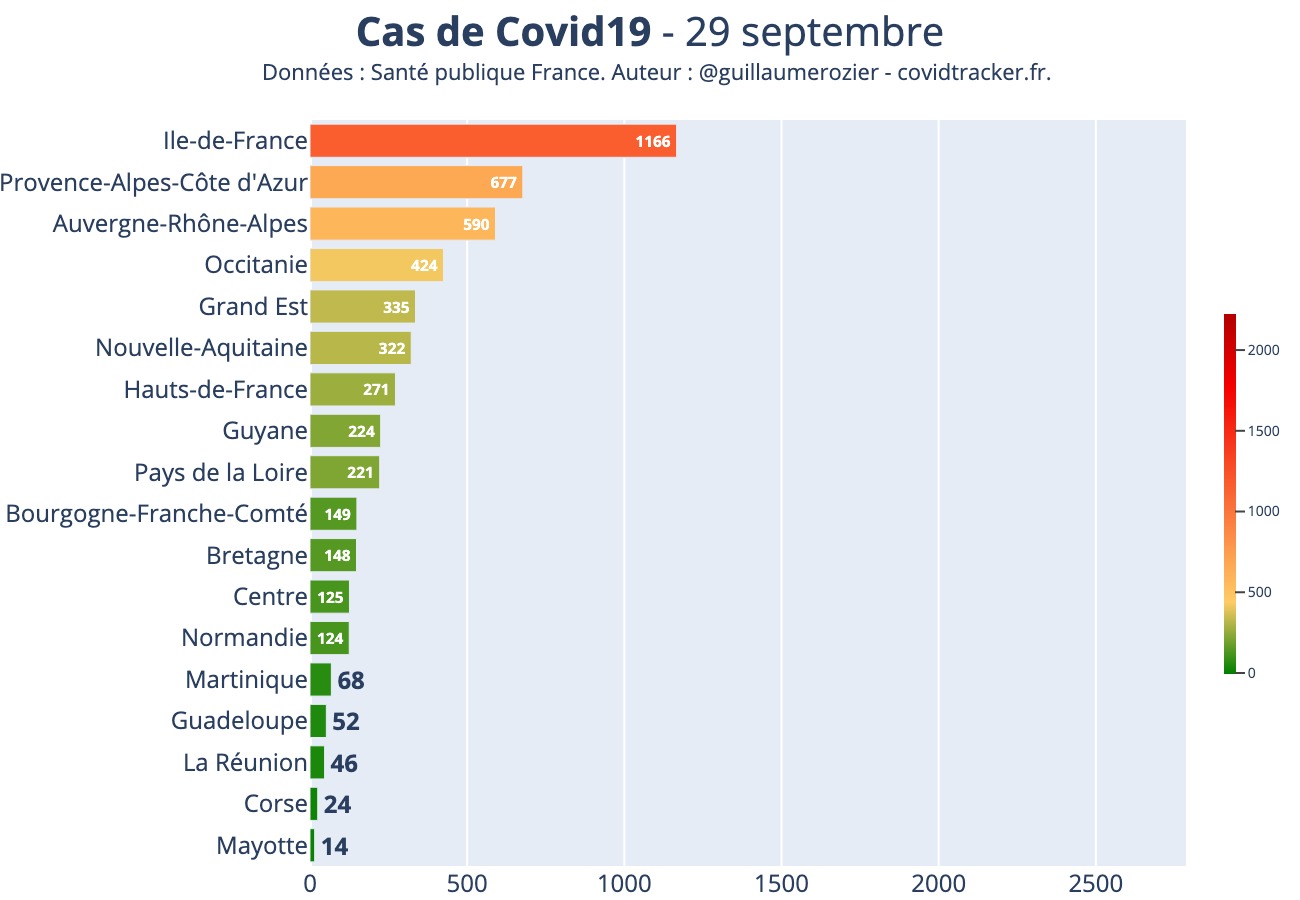 Cas de Covid19 - 29 septembre
Données : Santé publique France. Auteur : @guillaumerozier - covidtracker.fr.
Ile-de-France 1166
Provence-Alpes-Côte d'Azur 677
Auvergne-Rhône-Alpes 590
Occitanie 424
Grand Est 335
Nouvelle-Aquitaine 322
Hauts-de-France 271
Guyane 224
Pays de la Loire 221
Bourgogne-Franche-Comté 149
Bretagne 148
Centre 125
Normandie 124
Martinique 68
Guadeloupe 52
La Réunion 46
Corse 24
Mayotte 14
0 500 1000 1500 2000 2500
2000
1500
1000
500
0